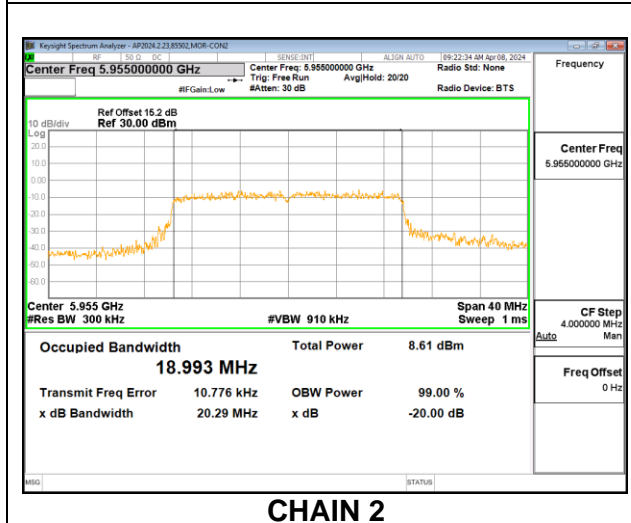 Keysight Spectrum Analyzer - AP2024.2.23,85502,MOR-CON2
RF 50 Ω DC SENSE:INT ALIGN AUTO 09:22:34 AM Apr 08, 2024
Center Freq 5.955000000 GHz Center Freq: 5.955000000 GHz Radio Std: None Frequency
Trig: Free Run Avg|Hold: 20/20
#IFGain:Low #Atten: 30 dB Radio Device: BTS
Ref Offset 15.2 dB
10 dB/div Ref 30.00 dBm
Log
20.0
10.0
0.00
-10.0
-20.0
-30.0
-40.0
-50.0
-60.0
Center Freq
5.955000000 GHz
Center 5.955 GHz Span 40 MHz
#Res BW 300 kHz #VBW 910 kHz Sweep 1 ms
CF Step
4.000000 MHz
Auto Man
Occupied Bandwidth Total Power 8.61 dBm
18.993 MHz
Freq Offset
0 Hz
Transmit Freq Error 10.776 kHz OBW Power 99.00 %
x dB Bandwidth 20.29 MHz x dB -20.00 dB
MSG STATUS
CHAIN 2